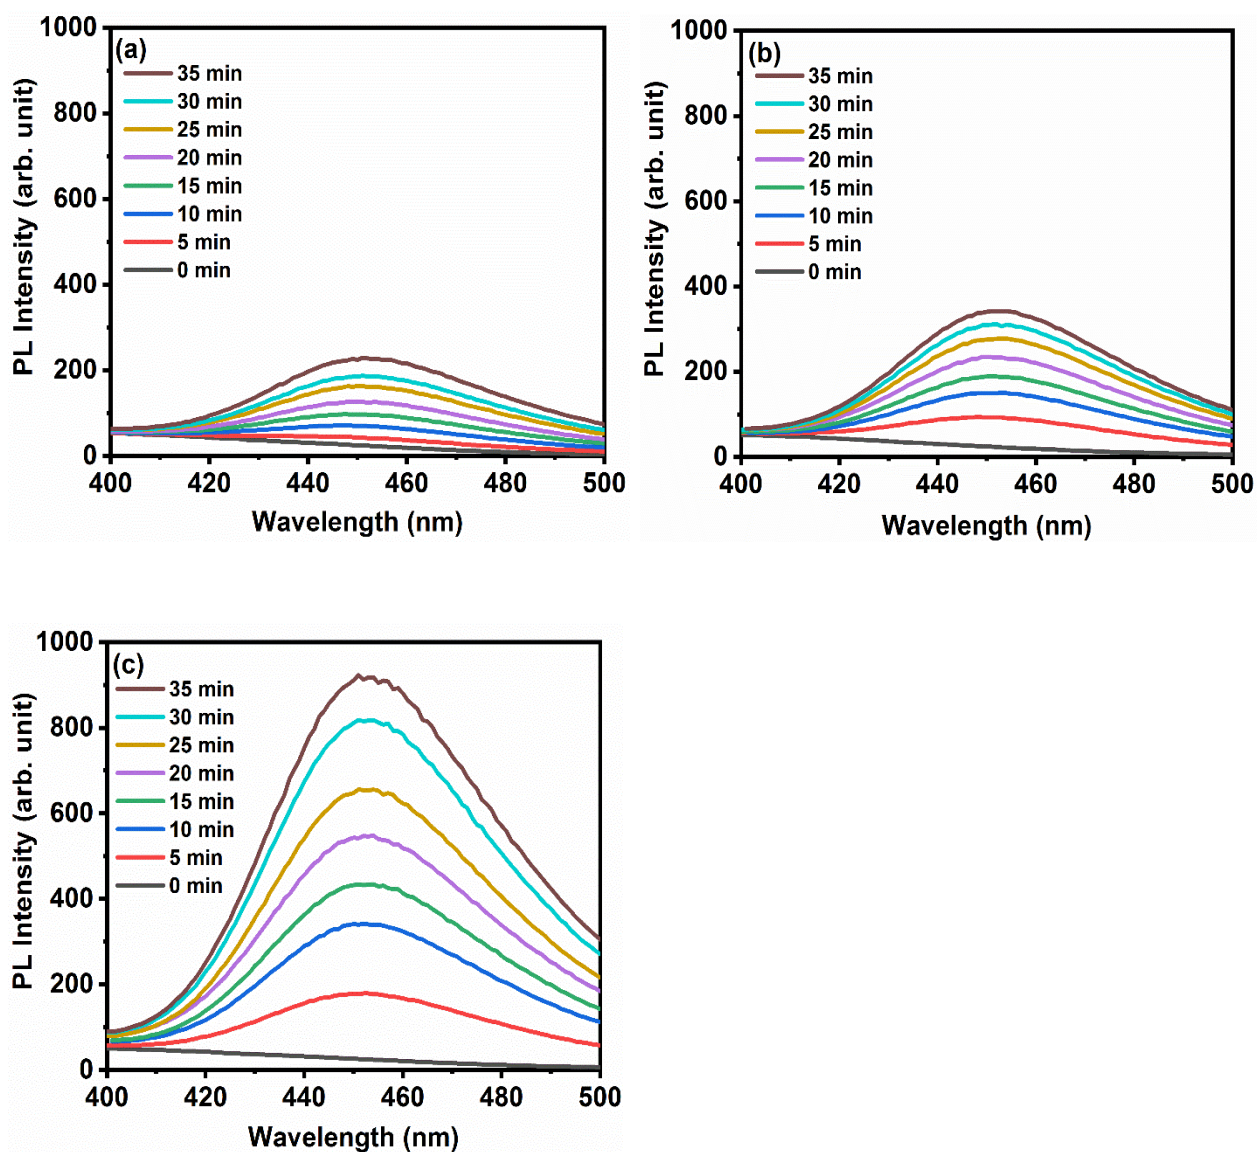 (a)
35 min
30 min
25 min
20 min
15 min
10 min
5 min
0 min
1000
800
600
400
200
0
PL Intensity (arb. unit)
400 420 440 460 480 500
Wavelength (nm)
(b)
35 min
30 min
25 min
20 min
15 min
10 min
5 min
0 min
1000
800
600
400
200
0
PL Intensity (arb. unit)
400 420 440 460 480 500
Wavelength (nm)
(c)
35 min
30 min
25 min
20 min
15 min
10 min
5 min
0 min
1000
800
600
400
200
0
PL Intensity (arb. unit)
400 420 440 460 480 500
Wavelength (nm)